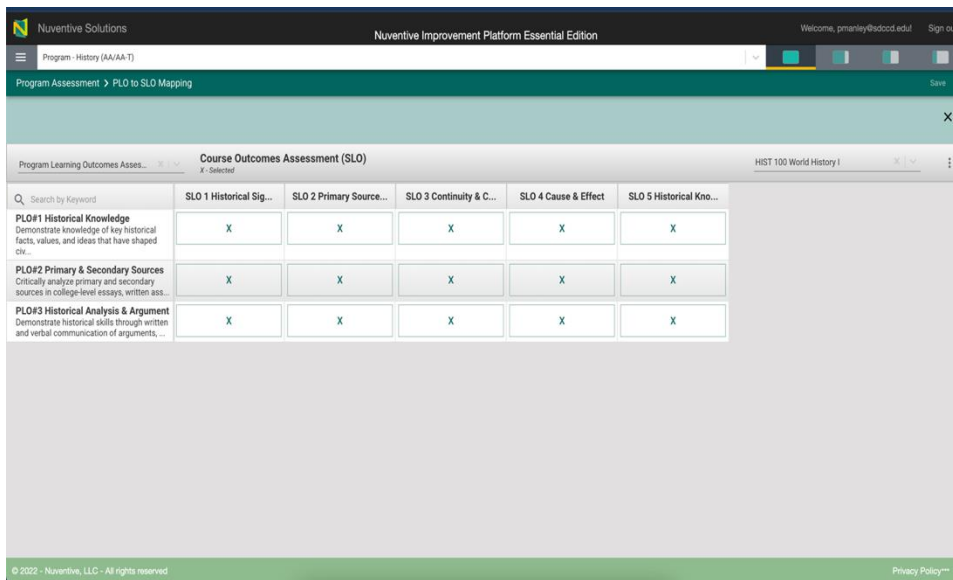 Nuventive Solutions
Nuventive Improvement Platform Essential Edition
Welcome, pmanley@sdccd.edu!
Sign ou
Program - History (AA/AA-T)
Program Assessment > PLO to SLO Mapping
Save
X
Program Learning Outcomes Asses...
X
Course Outcomes Assessment (SLO)
X - Selected
HIST 100 World History I
X
Search by Keyword
SLO 1 Historical Sig...
SLO 2 Primary Source...
SLO 3 Continuity & C...
SLO 4 Cause & Effect
SLO 5 Historical Kno...
PLO#1 Historical Knowledge
Demonstrate knowledge of key historical
facts, values, and ideas that have shaped
civ...
X X X X X
PLO#2 Primary & Secondary Sources
Critically analyze primary and secondary
sources in college-level essays, written ass...
X X X X X
PLO#3 Historical Analysis & Argument
Demonstrate historical skills through written
and verbal communication of arguments, ...
X X X X X
© 2022 - Nuventive, LLC - All rights reserved
Privacy Policy***